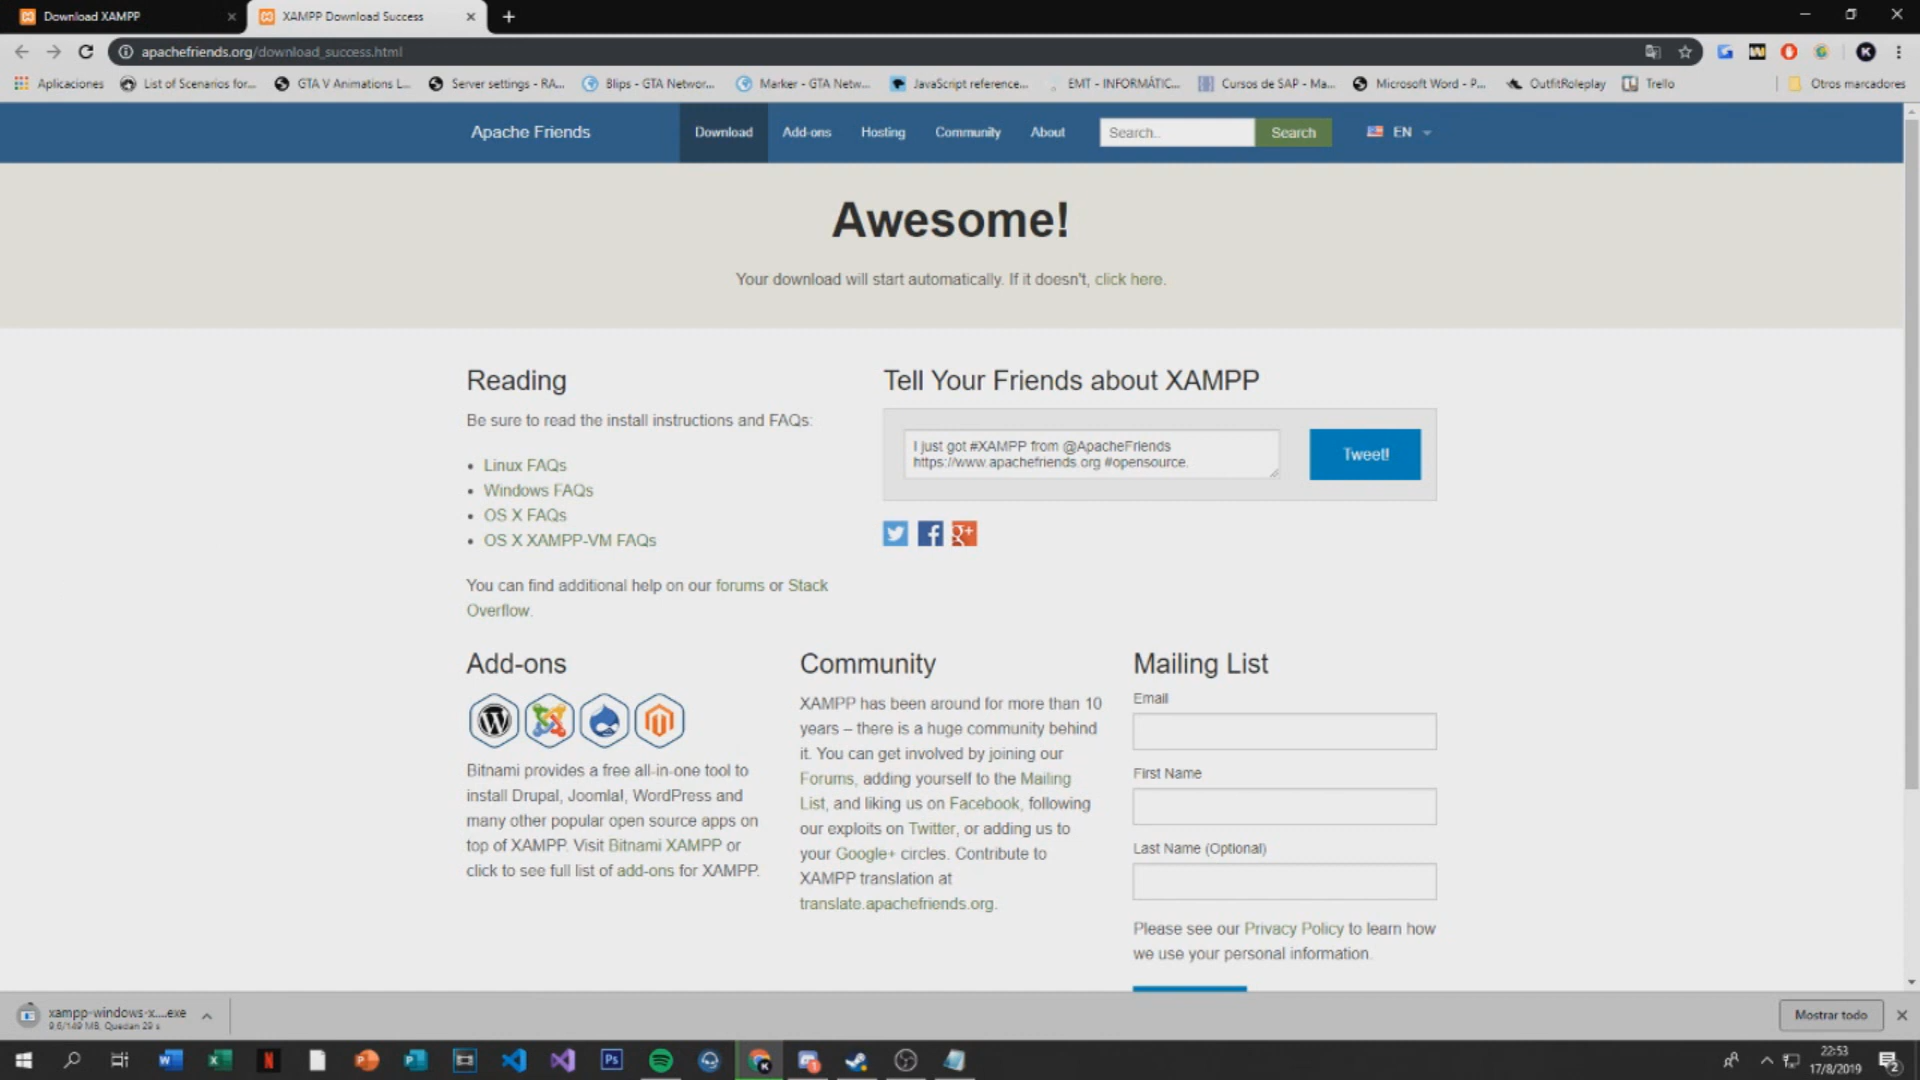 Download XAMPP
XAMPP Download Success
apachefriends.org/download_success.html
Aplicaciones
List of Scenarios for...
GTA V Animations L...
Server settings - RA...
Blips - GTA Networ...
Marker - GTA Netw...
JavaScript reference...
EMT - INFORMÁTIC...
Cursos de SAP - Ma...
Microsoft Word - P...
OutfitRoleplay
Trello
Otros marcadores
Apache Friends
Download
Add-ons
Hosting
Community
About
Search..
Search
EN
Awesome!
Your download will start automatically. If it doesn't, click here.
Reading
Be sure to read the install instructions and FAQs:
Linux FAQs
Windows FAQs
OS X FAQs
OS X XAMPP-VM FAQs
You can find additional help on our forums or Stack
Overflow.
Tell Your Friends about XAMPP
I just got #XAMPP from @ApacheFriends
https://www.apachefriends.org #opensource.
Tweet!
Add-ons
Bitnami provides a free all-in-one tool to
install Drupal, Joomla!, WordPress and
many other popular open source apps on
top of XAMPP. Visit Bitnami XAMPP or
click to see full list of add-ons for XAMPP.
Community
XAMPP has been around for more than 10
years – there is a huge community behind
it. You can get involved by joining our
Forums, adding yourself to the Mailing
List, and liking us on Facebook, following
our exploits on Twitter, or adding us to
your Google+ circles. Contribute to
XAMPP translation at
translate.apachefriends.org.
Mailing List
Email
First Name
Last Name (Optional)
Please see our Privacy Policy to learn how
we use your personal information.
xampp-windows-x....exe
9,6/149 MB, Quedan 29 s
Mostrar todo
22:53
17/8/2019